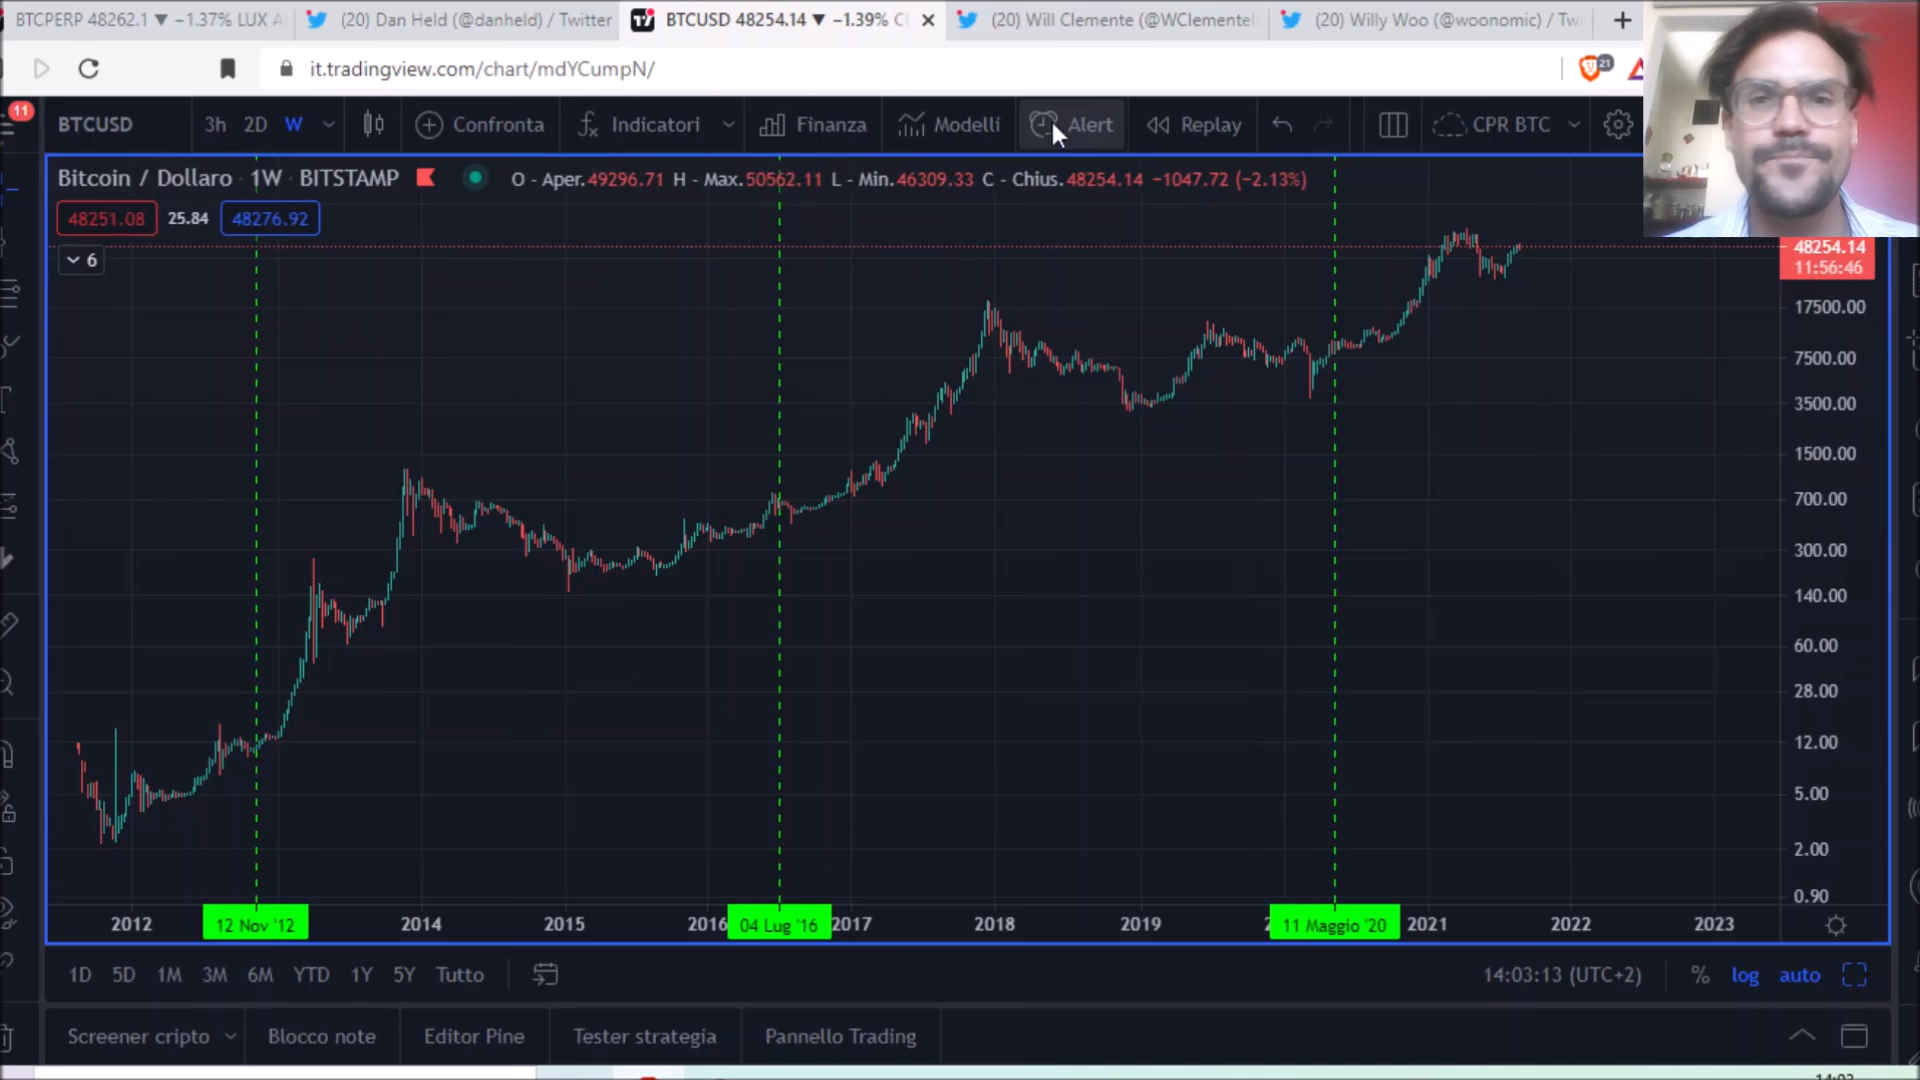 BTCPERP 48262.1 ▼ −1.37% LUX A
(20) Dan Held (@danheld) / Twitter
BTCUSD 48254.14 ▼ −1.39% C
(20) Will Clemente (@WClemente
(20) Willy Woo (@woonomic) / Tw
it.tradingview.com/chart/mdYCumpN/
21
11
BTCUSD 3h 2D W Confronta Indicatori Finanza Modelli Alert Replay CPR BTC
Bitcoin / Dollaro · 1W · BITSTAMP O - Aper.49296.71 H - Max.50562.11 L - Min.46309.33 C - Chius.48254.14 −1047.72 (−2.13%)
48251.08 25.84 48276.92
6
48254.14
11:56:46
17500.00
7500.00
3500.00
1500.00
700.00
300.00
140.00
60.00
28.00
12.00
5.00
2.00
0.90
2012 12 Nov '12 2014 2015 2016 04 Lug '16 2017 2018 2019 2 11 Maggio '20 2021 2022 2023
1D 5D 1M 3M 6M YTD 1Y 5Y Tutto 14:03:13 (UTC+2) % log auto
Screener cripto Blocco note Editor Pine Tester strategia Pannello Trading